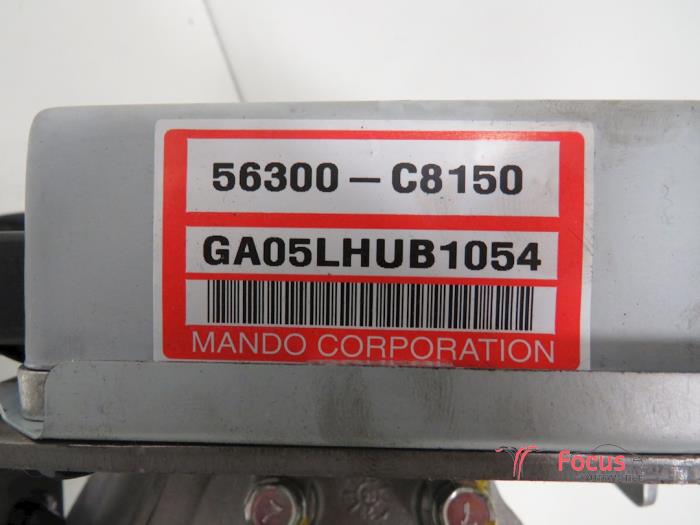 56300 – C8150
GA05LHUB1054
MANDO CORPORATION
Focus